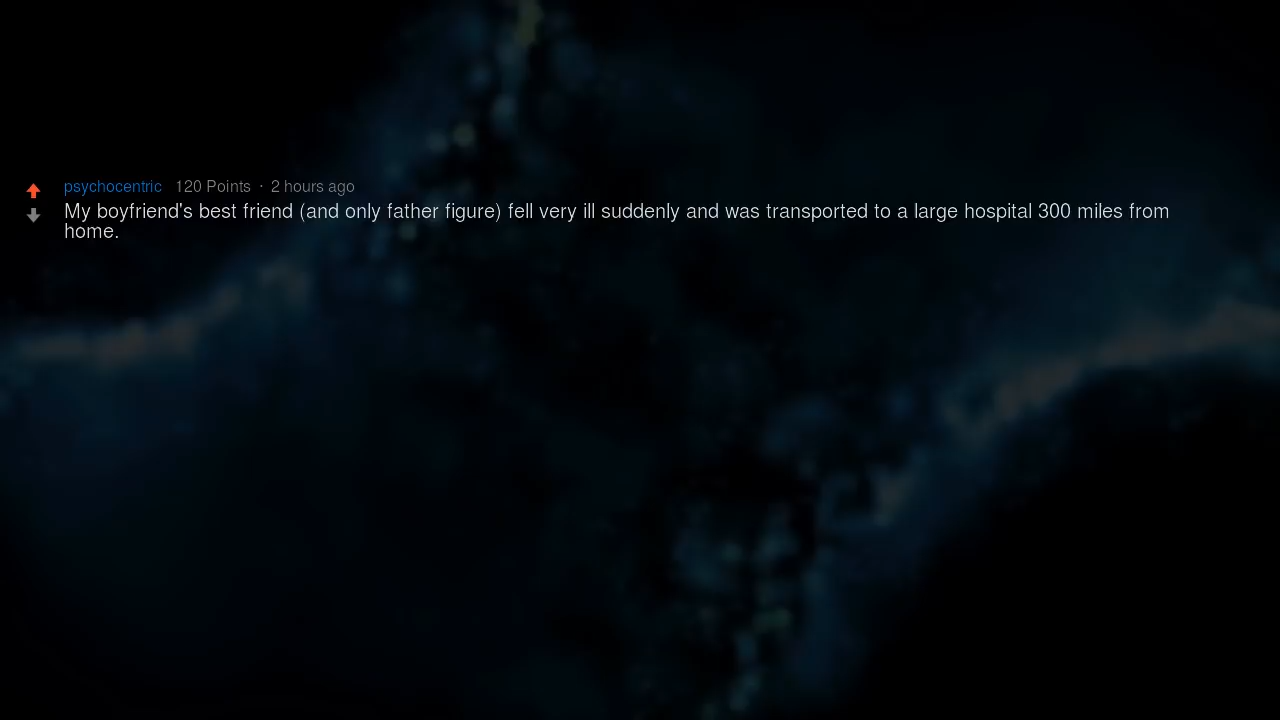 psychocentric 120 Points · 2 hours ago
My boyfriend's best friend (and only father figure) fell very ill suddenly and was transported to a large hospital 300 miles from
home.